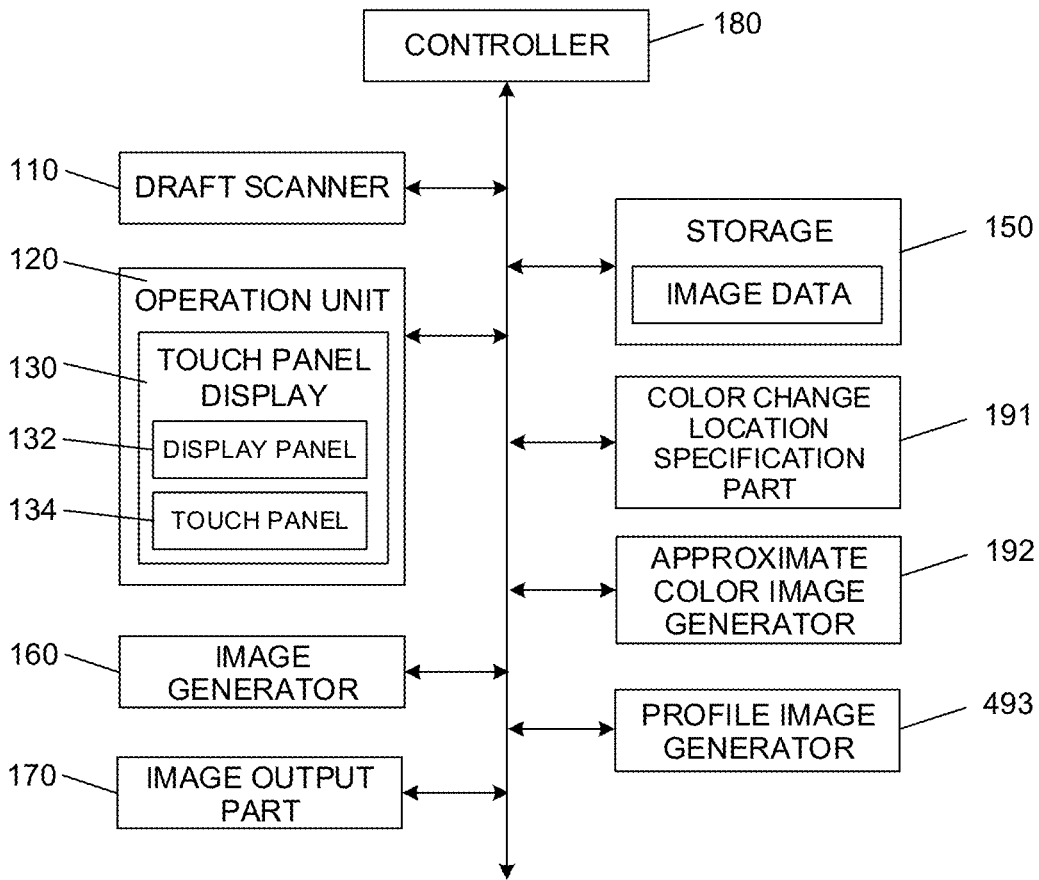 CONTROLLER
180
110
DRAFT SCANNER
120
OPERATION UNIT
130
TOUCH PANEL
DISPLAY
132
DISPLAY PANEL
134
TOUCH PANEL
160
IMAGE
GENERATOR
170
IMAGE OUTPUT
PART
STORAGE
150
IMAGE DATA
COLOR CHANGE
LOCATION
SPECIFICATION
PART
191
APPROXIMATE
COLOR IMAGE
GENERATOR
192
PROFILE IMAGE
GENERATOR
493